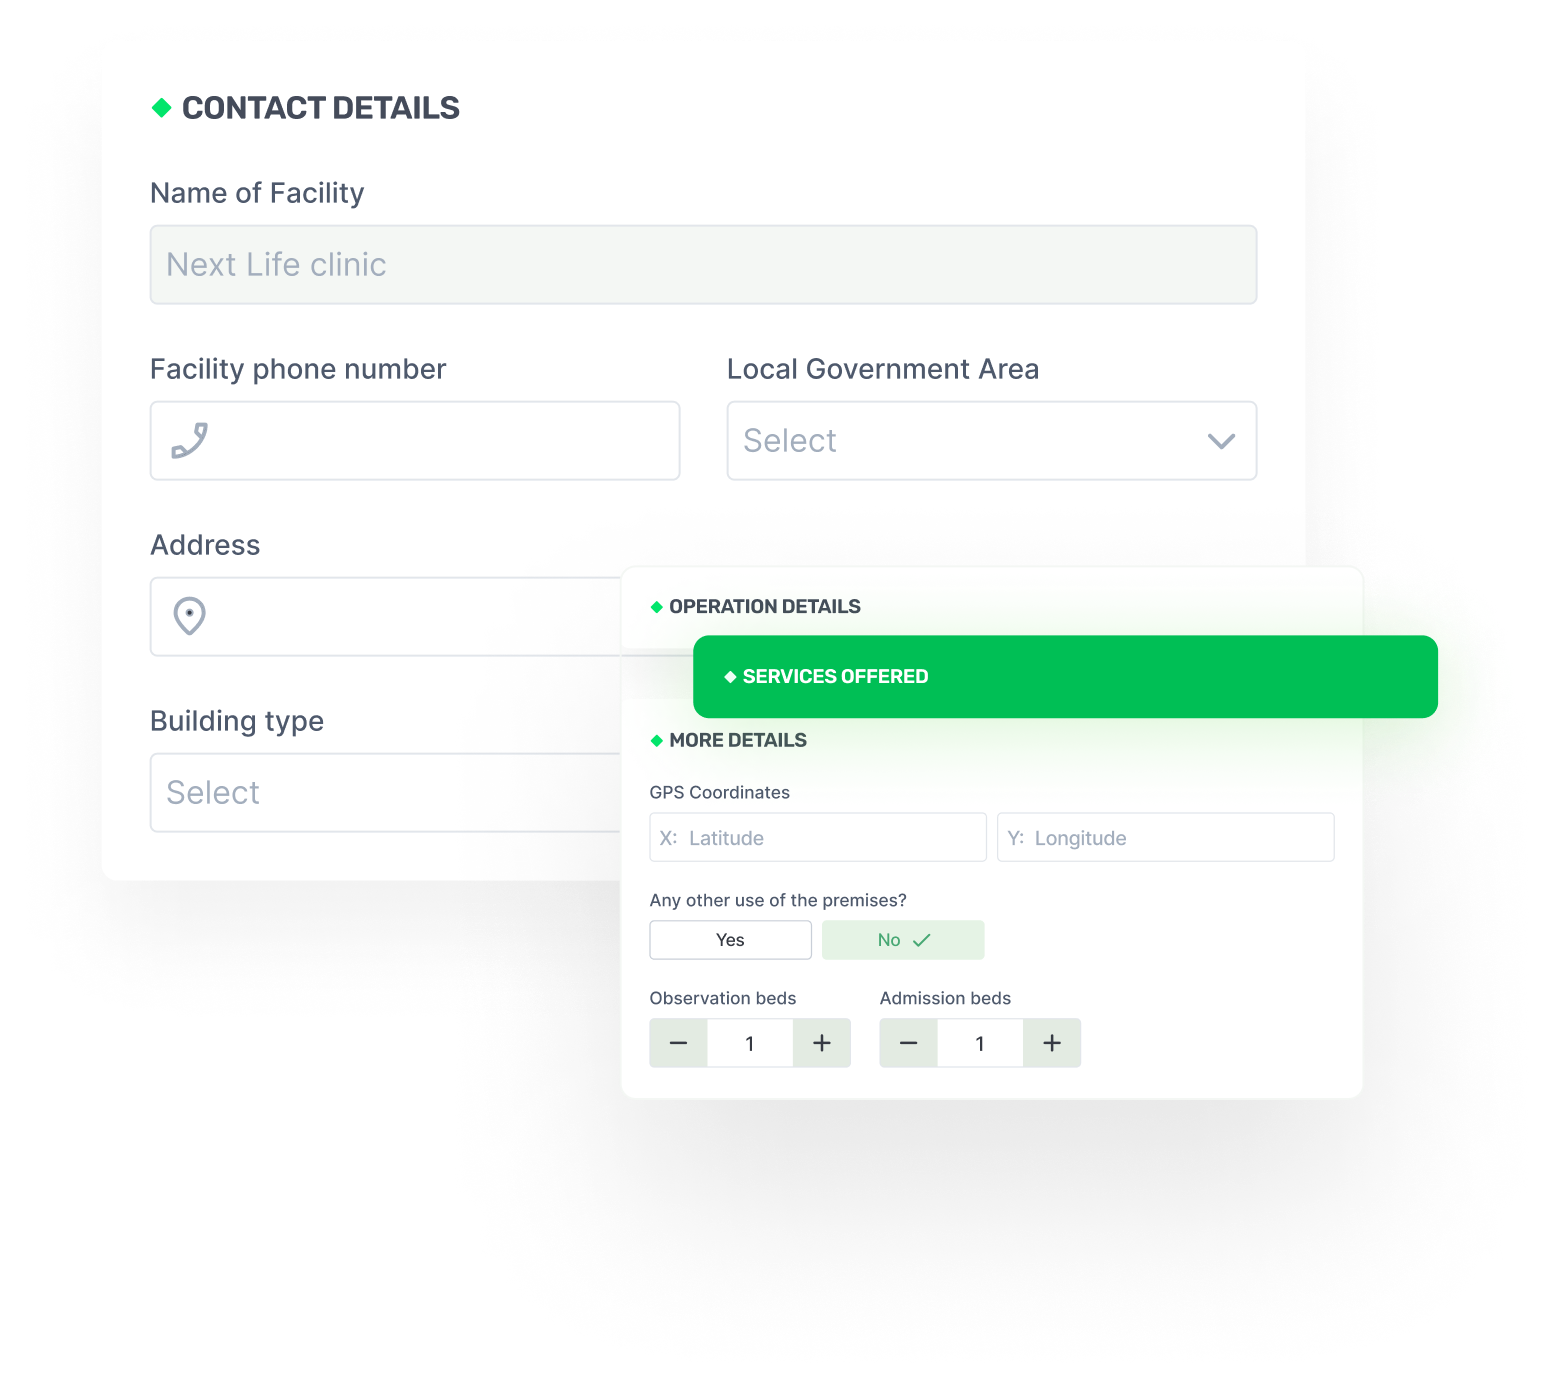 CONTACT DETAILS
Name of Facility
Next Life clinic
Facility phone number
Local Government Area
Select
Address
Building type
Select
OPERATION DETAILS
SERVICES OFFERED
MORE DETAILS
GPS Coordinates
X: Latitude
Y: Longitude
Any other use of the premises?
Yes
No
Observation beds
Admission beds
1
1